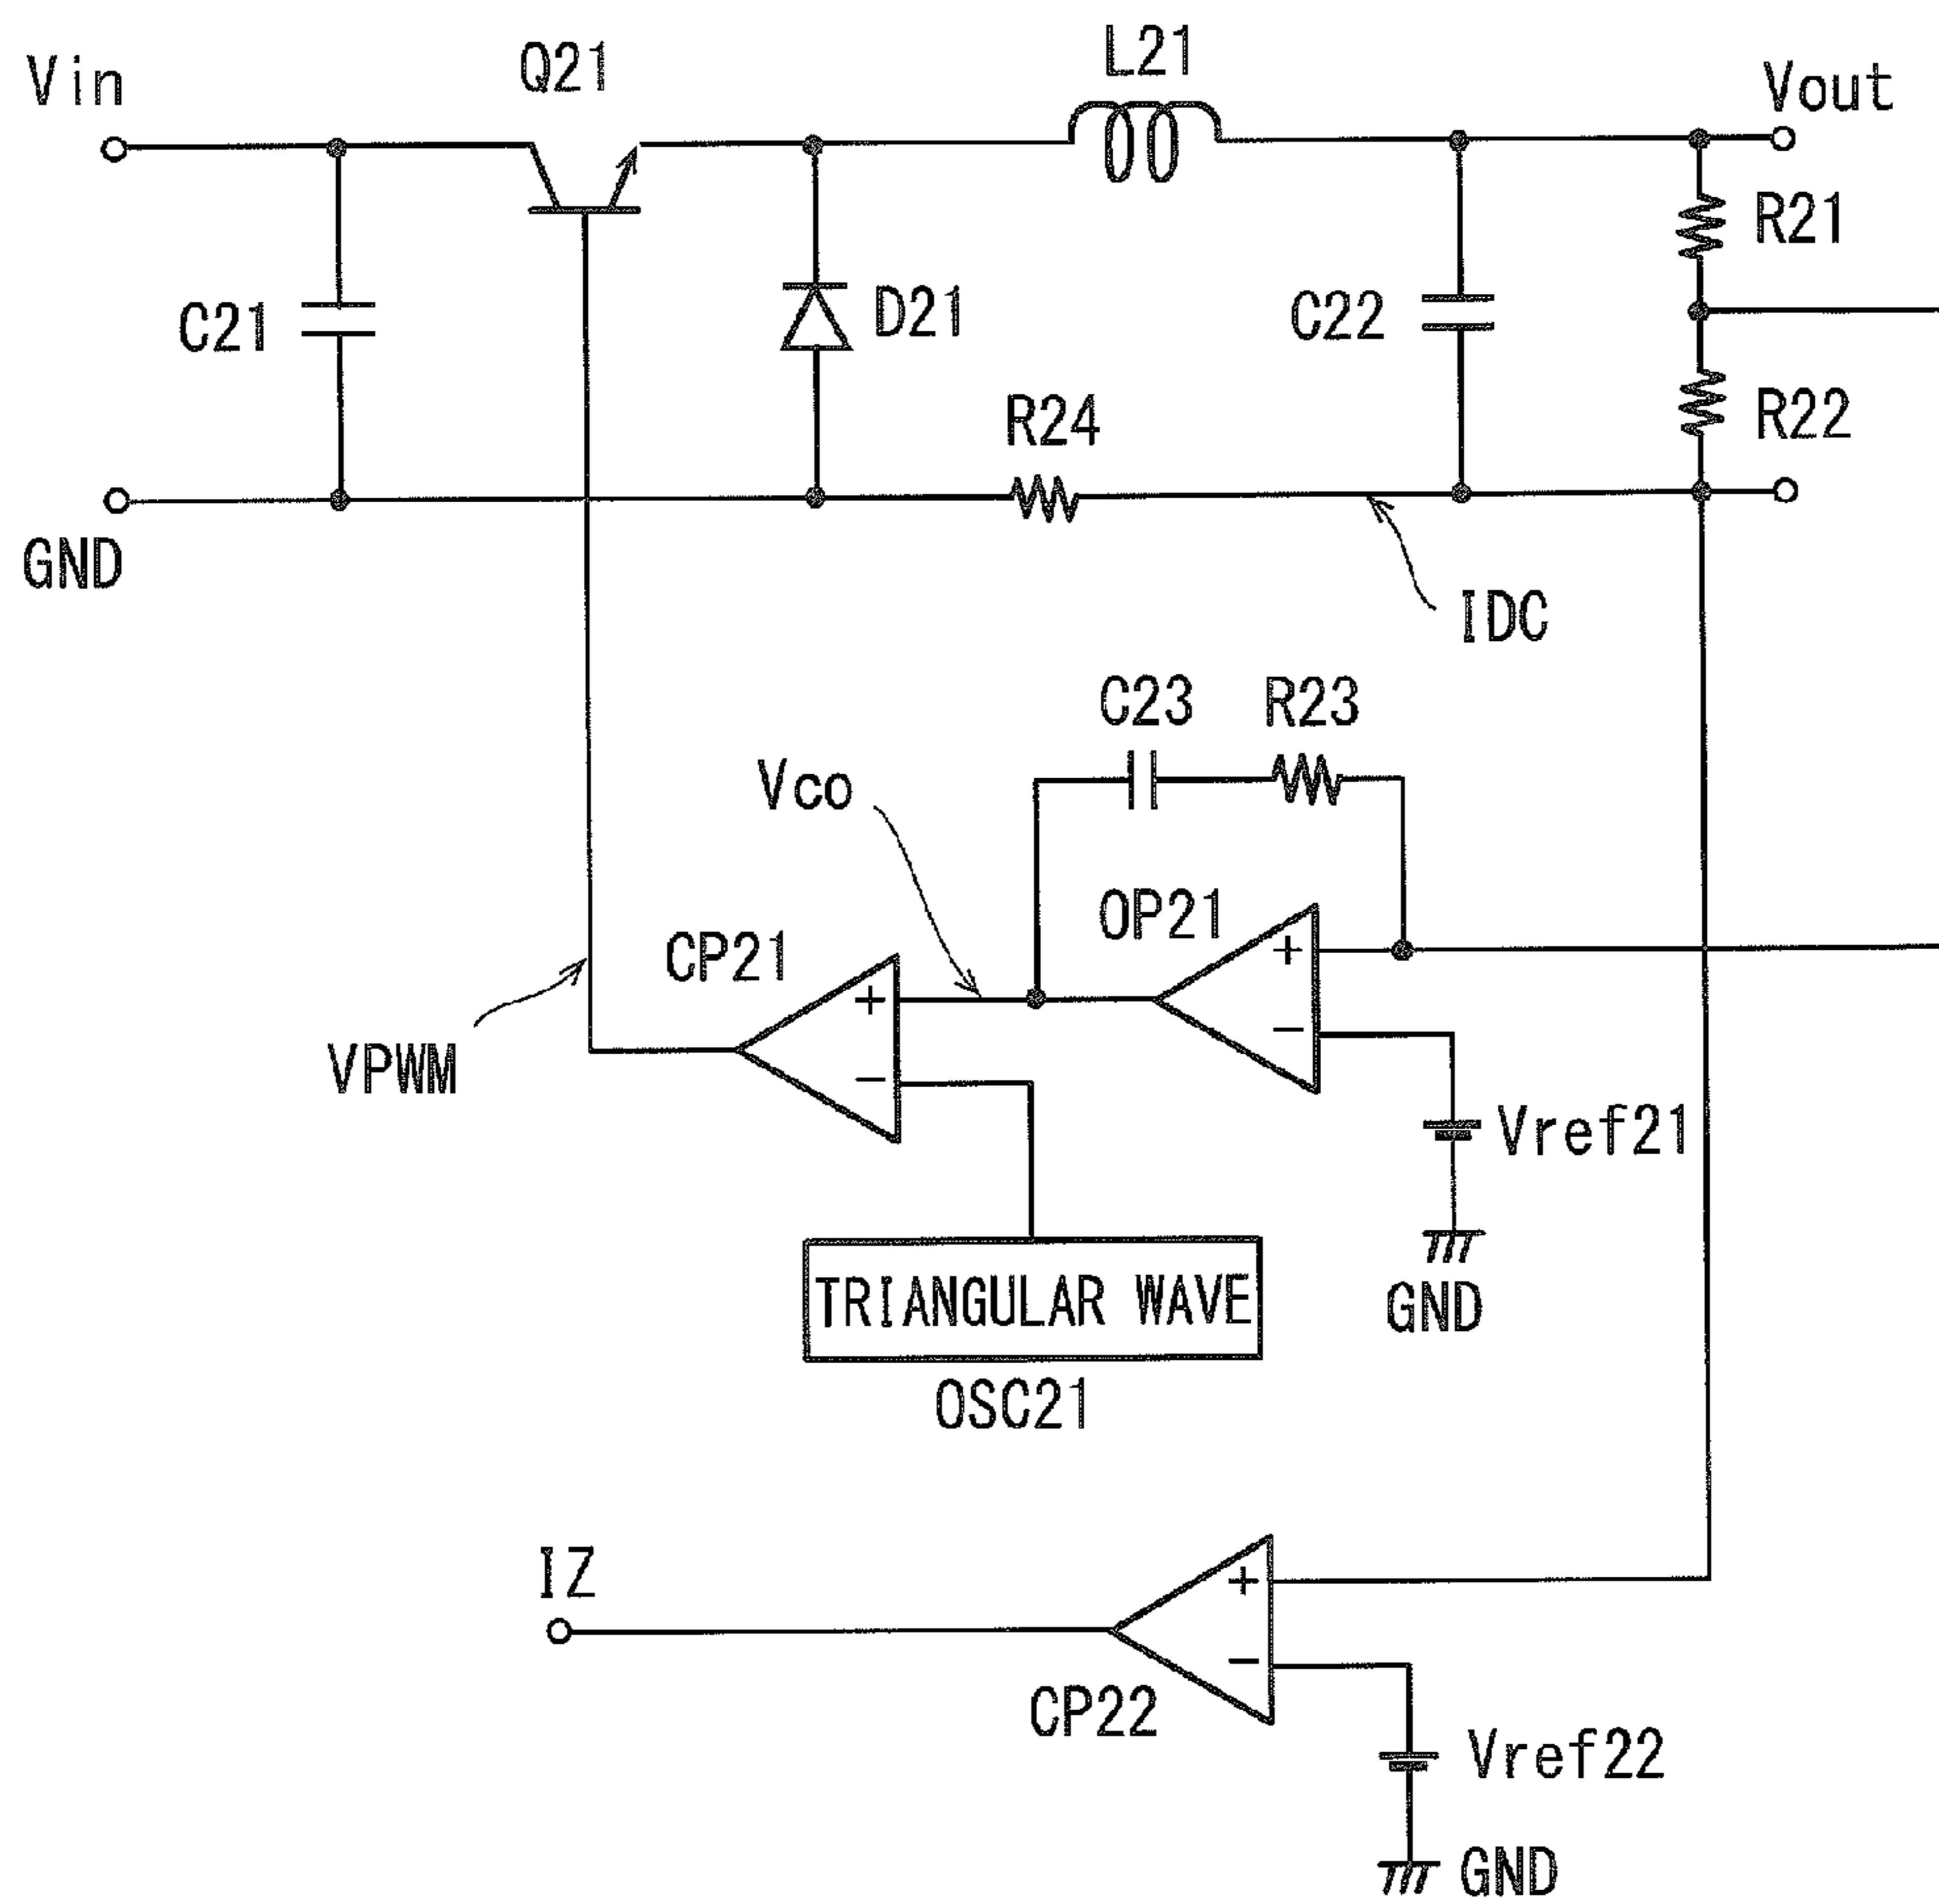 Vin
Q21
L21
Vout
R21
C21
D21
C22
R24
R22
GND
IDC
C23
R23
Vco
OP21
CP21
+
+
−
−
VPWM
Vref21
TRIANGULAR WAVE
GND
OSC21
IZ
+
−
CP22
Vref22
GND